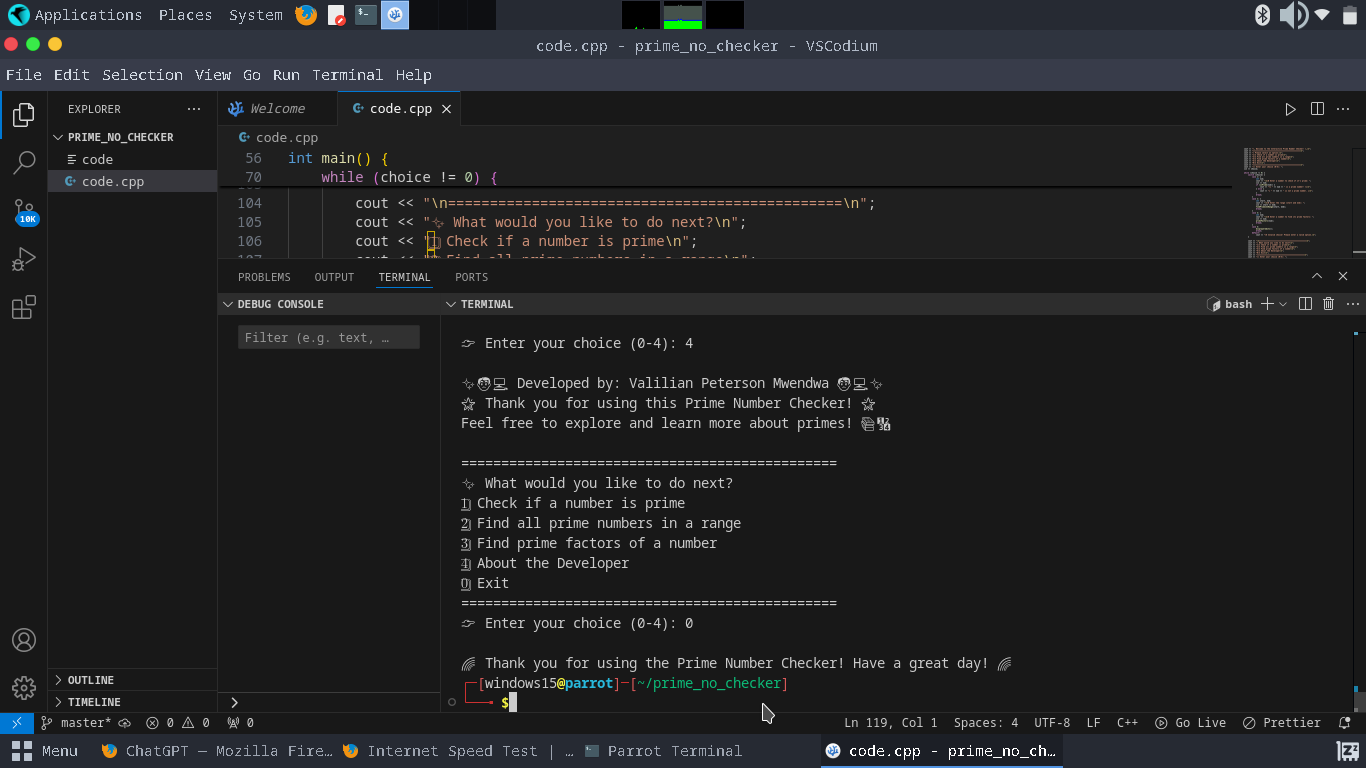 Applications Places System
code.cpp - prime_no_checker - VSCodium
File Edit Selection View Go Run Terminal Help
EXPLORER
PRIME_NO_CHECKER
code
code.cpp
10K
OUTLINE
TIMELINE
Welcome
code.cpp
code.cpp
56 int main() {
70 while (choice != 0) {
104 cout << "\n=================================================\n";
105 cout << "✨ What would you like to do next?\n";
106 cout << "1️⃣ Check if a number is prime\n";
PROBLEMS OUTPUT TERMINAL PORTS
DEBUG CONSOLE
Filter (e.g. text, …
TERMINAL
bash
👉 Enter your choice (0-4): 4
✨🧑💻 Developed by: Valilian Peterson Mwendwa 🧑💻✨
🌟 Thank you for using this Prime Number Checker! 🌟
Feel free to explore and learn more about primes! 📚🔢
===============================================
✨ What would you like to do next?
1️⃣ Check if a number is prime
2️⃣ Find all prime numbers in a range
3️⃣ Find prime factors of a number
4️⃣ About the Developer
0️⃣ Exit
===============================================
👉 Enter your choice (0-4): 0
🌈 Thank you for using the Prime Number Checker! Have a great day! 🌈
┌─[windows15@parrot]─[~/prime_no_checker]
└──╼ $
master* 0 0 0
Ln 119, Col 1 Spaces: 4 UTF-8 LF C++ Go Live Prettier
Menu ChatGPT — Mozilla Fire… Internet Speed Test | … Parrot Terminal code.cpp - prime_no_ch…